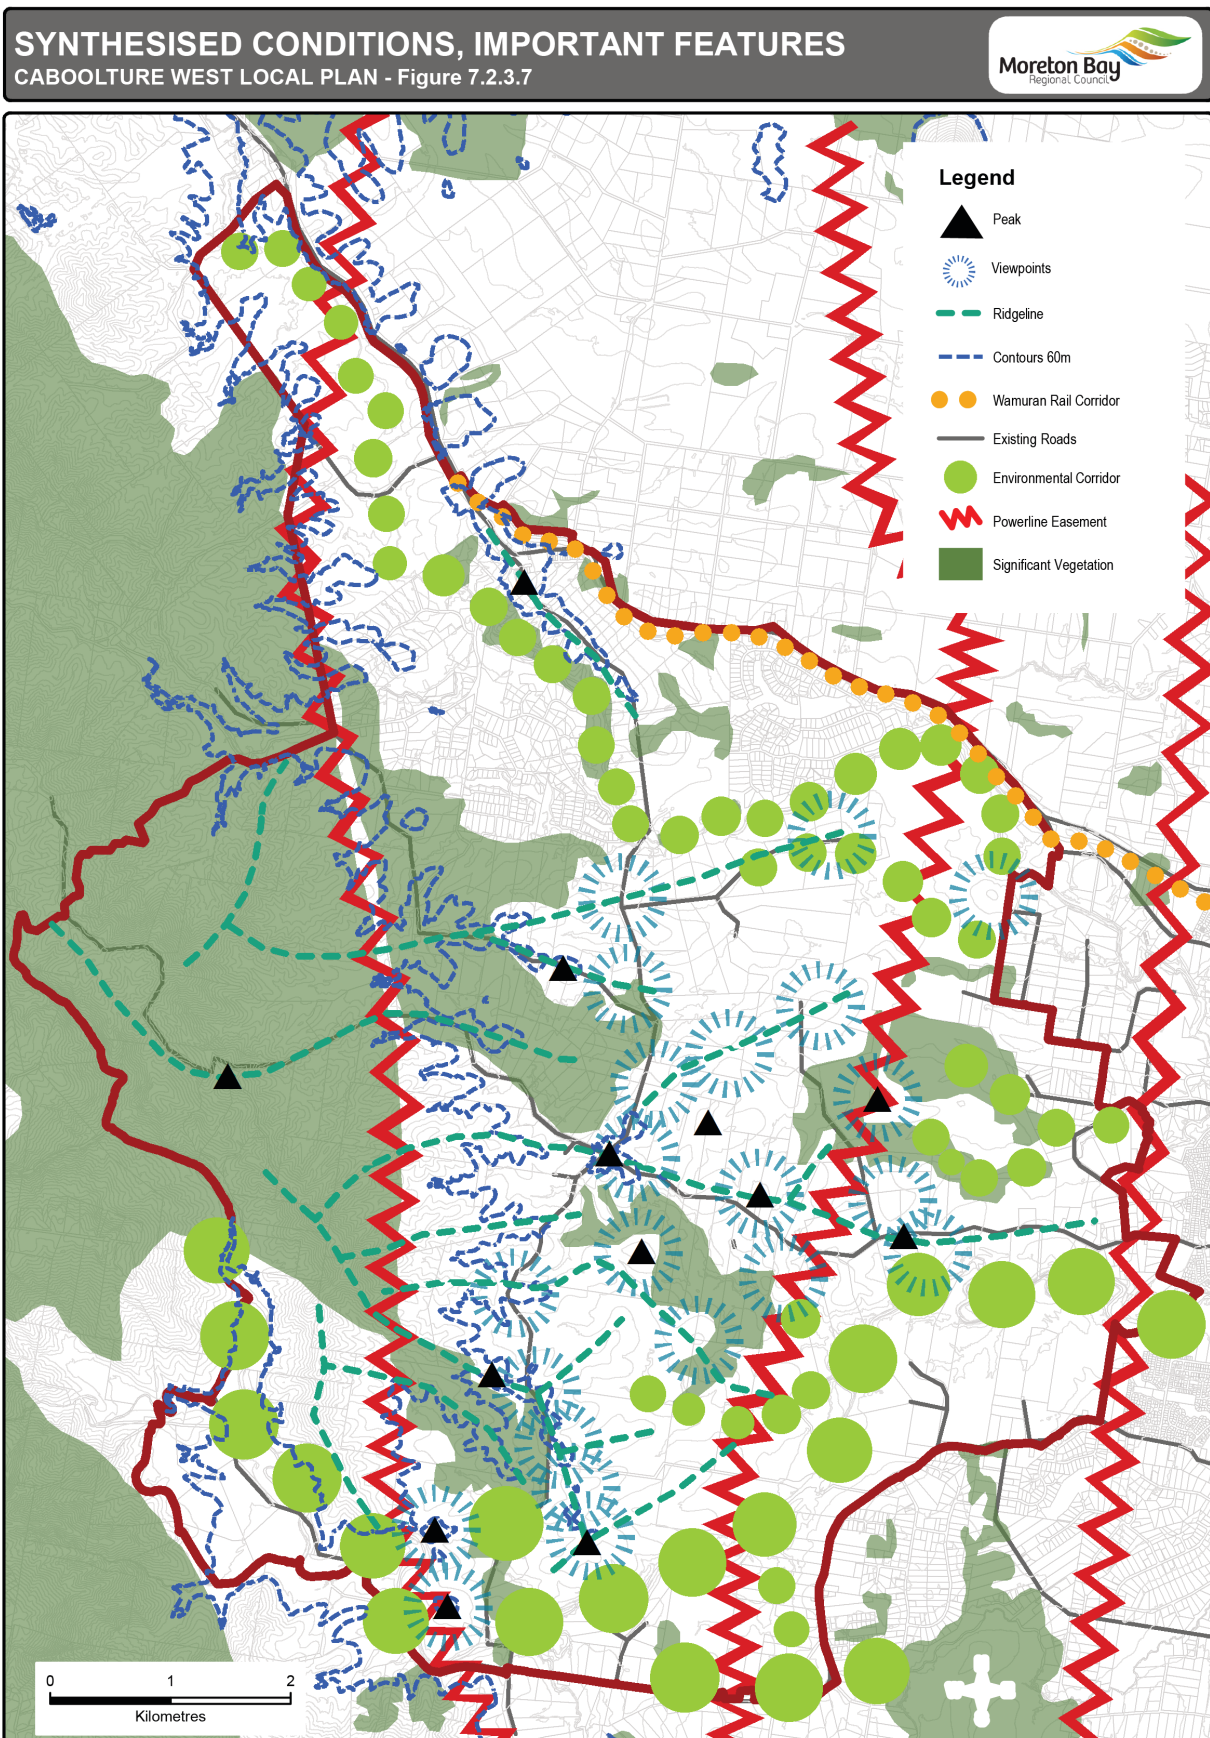 SYNTHESISED CONDITIONS, IMPORTANT FEATURES
CABOOLTURE WEST LOCAL PLAN - Figure 7.2.3.7
Moreton Bay
Regional Council
Legend
Peak
Viewpoints
Ridgeline
Contours 60m
Wamuran Rail Corridor
Existing Roads
Environmental Corridor
Powerline Easement
Significant Vegetation
0 1 2
Kilometres